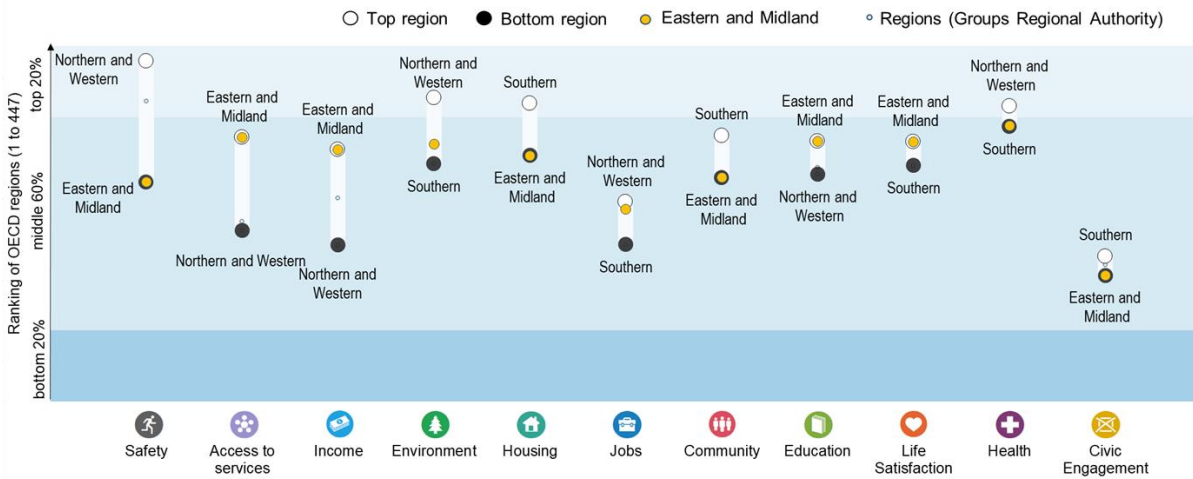 Top region
Bottom region
Eastern and Midland
Regions (Groups Regional Authority)
Ranking of OECD regions (1 to 447)
top 20%
middle 60%
bottom 20%
Northern and
Western
Eastern and
Midland
Eastern and
Midland
Northern and Western
Eastern and
Midland
Northern and
Western
Northern and
Western
Southern
Southern
Eastern and
Midland
Northern and
Western
Southern
Southern
Eastern and
Midland
Eastern and
Midland
Northern and
Western
Eastern and
Midland
Southern
Northern and
Western
Southern
Southern
Eastern and
Midland
Safety
Access to
services
Income
Environment
Housing
Jobs
Community
Education
Life
Satisfaction
Health
Civic
Engagement